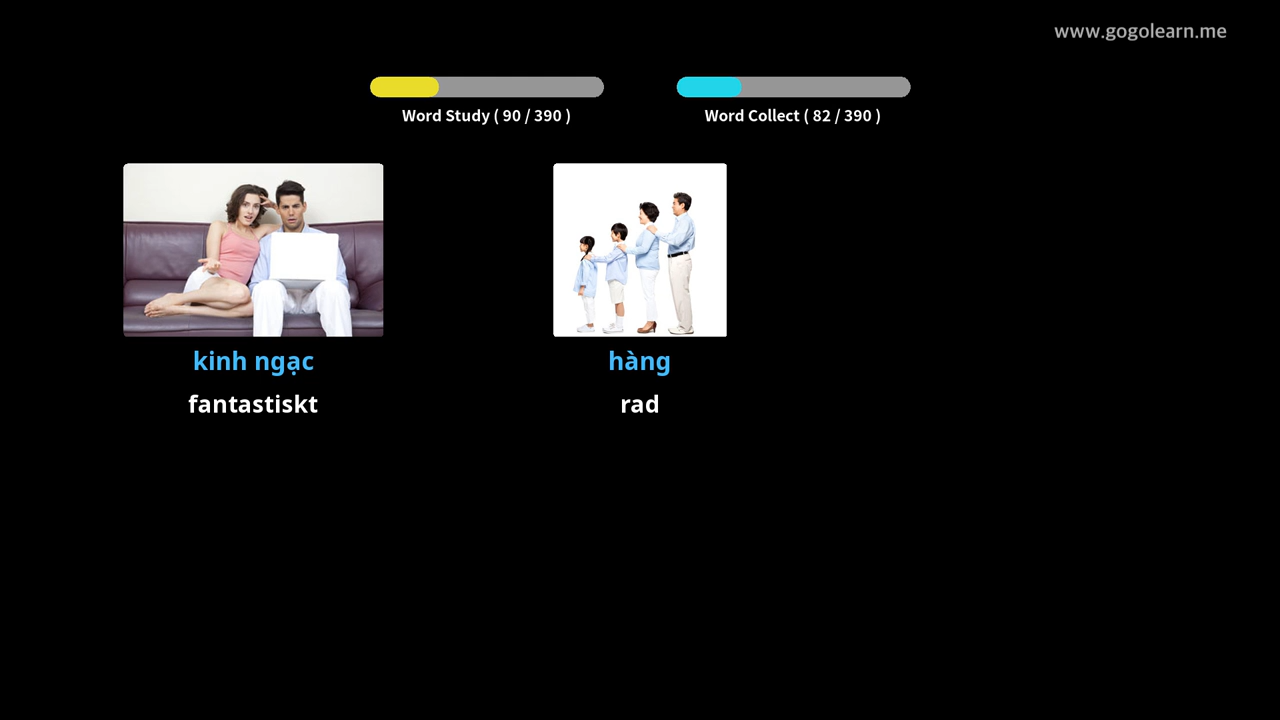 www.gogolearn.me
Word Study ( 90 / 390 )
Word Collect ( 82 / 390 )
kinh ngạc
fantastiskt
hàng
rad